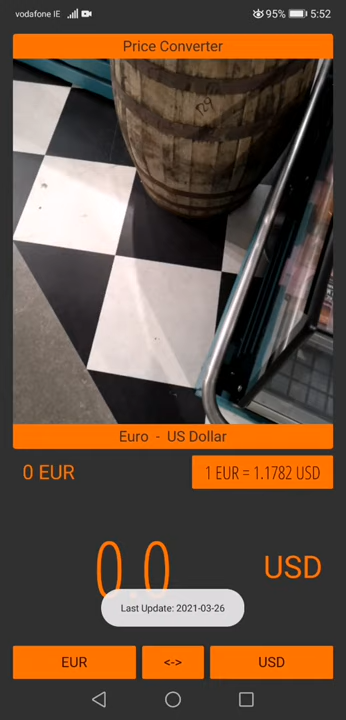 vodafone IE 95% 5:52
Price Converter
Euro - US Dollar
0 EUR
1 EUR = 1.1782 USD
0.0 USD
Last Update: 2021-03-26
EUR <-> USD